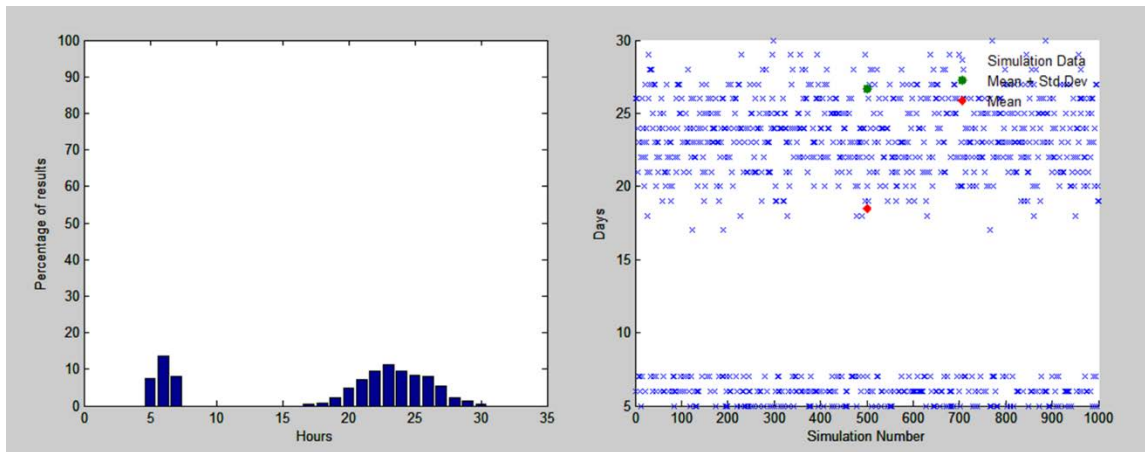 100
90
80
70
60
50
40
30
20
10
0
Percentage of results
0 5 10 15 20 25 30 35
Hours
30
25
20
15
10
5
Days
Simulation Data
Mean + Std Dev
Mean
0 100 200 300 400 500 600 700 800 900 1000
Simulation Number